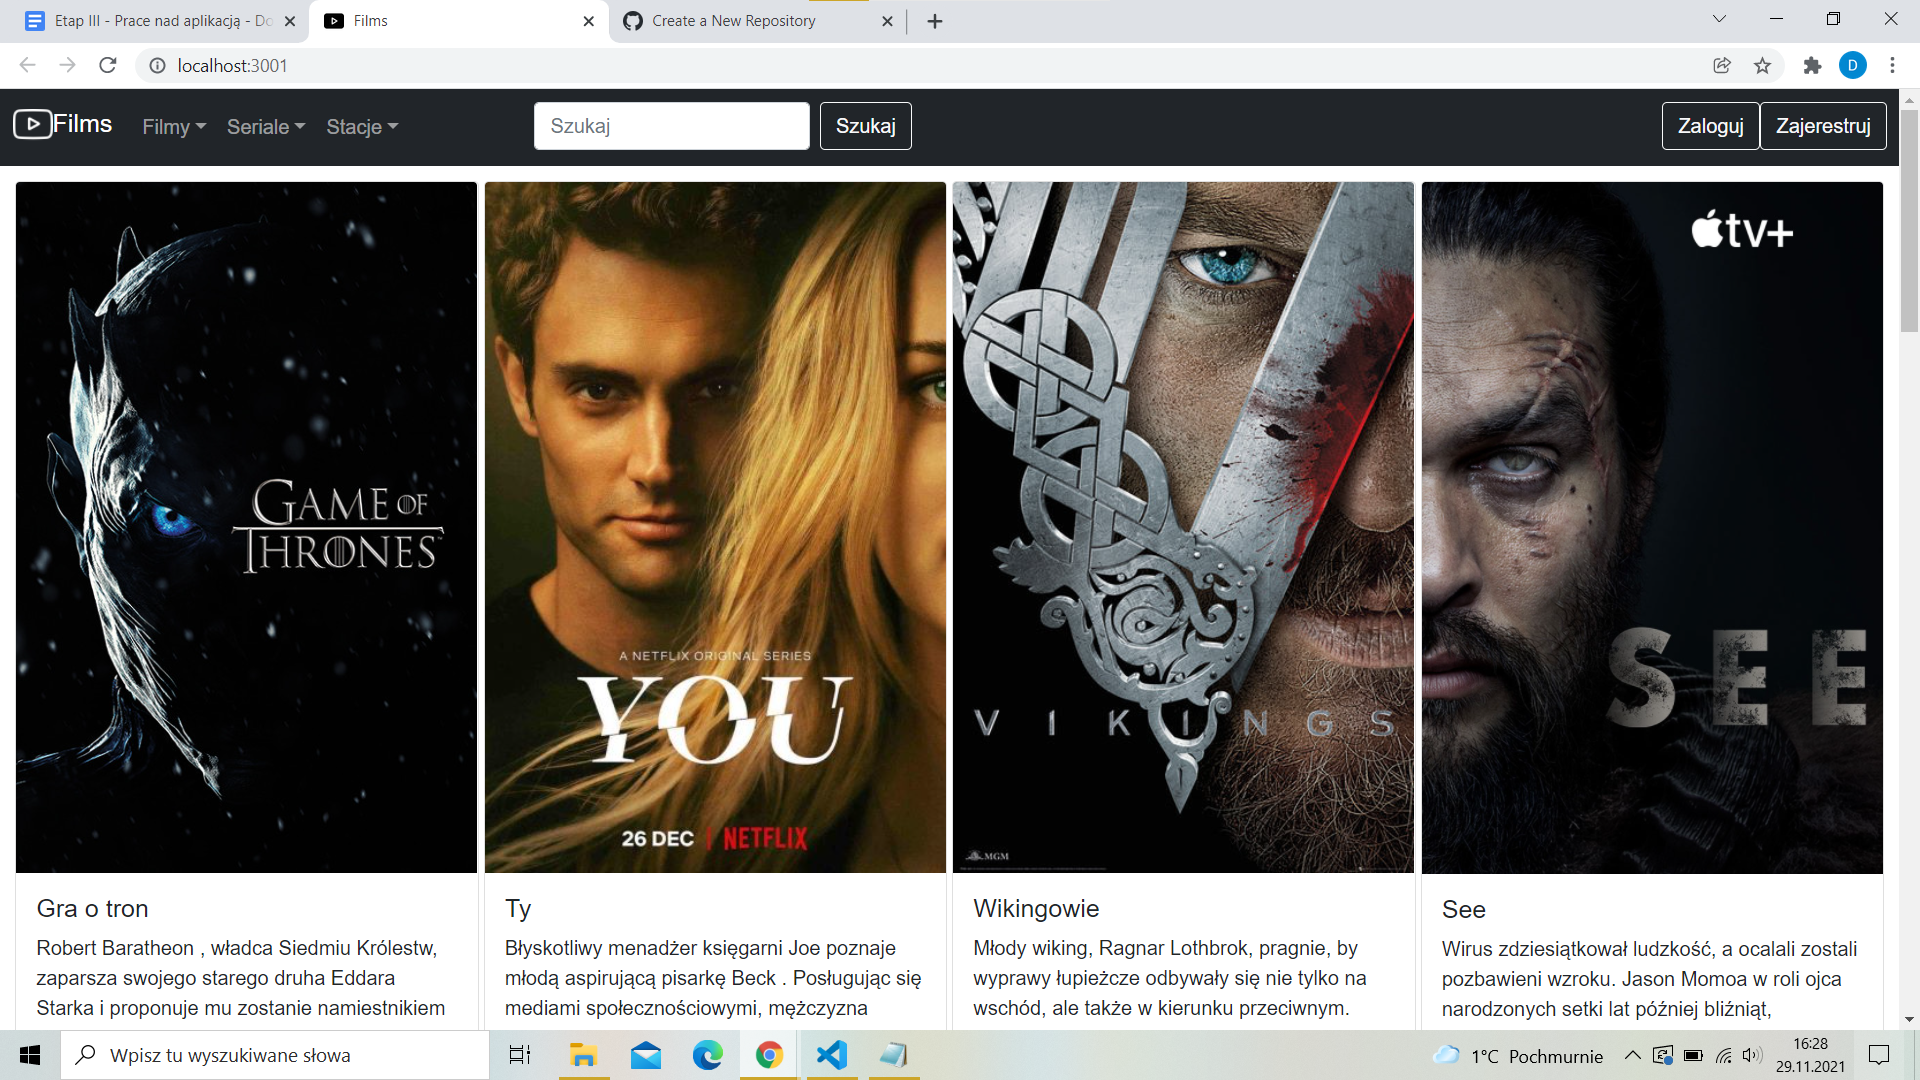 Etap III - Prace nad aplikacją - Do
Films
Create a New Repository
localhost:3001
D
Films
Filmy
Seriale
Stacje
Szukaj
Szukaj
Zaloguj
Zajerestruj
GAME OF
THRONES
A NETFLIX ORIGINAL SERIES
YOU
26 DEC | NETFLIX
VIKINGS
MGM
tv+
SEE
Gra o tron
Robert Baratheon , władca Siedmiu Królestw,
zaparsza swojego starego druha Eddara
Starka i proponuje mu zostanie namiestnikiem
Ty
Błyskotliwy menadżer księgarni Joe poznaje
młodą aspirującą pisarkę Beck . Posługując się
mediami społecznościowymi, mężczyzna
Wikingowie
Młody wiking, Ragnar Lothbrok, pragnie, by
wyprawy łupieżcze odbywały się nie tylko na
wschód, ale także w kierunku przeciwnym.
See
Wirus zdziesiątkował ludzkość, a ocalali zostali
pozbawieni wzroku. Jason Momoa w roli ojca
narodzonych setki lat później bliźniąt,
Wpisz tu wyszukiwane słowa
1°C Pochmurnie
16:28
29.11.2021